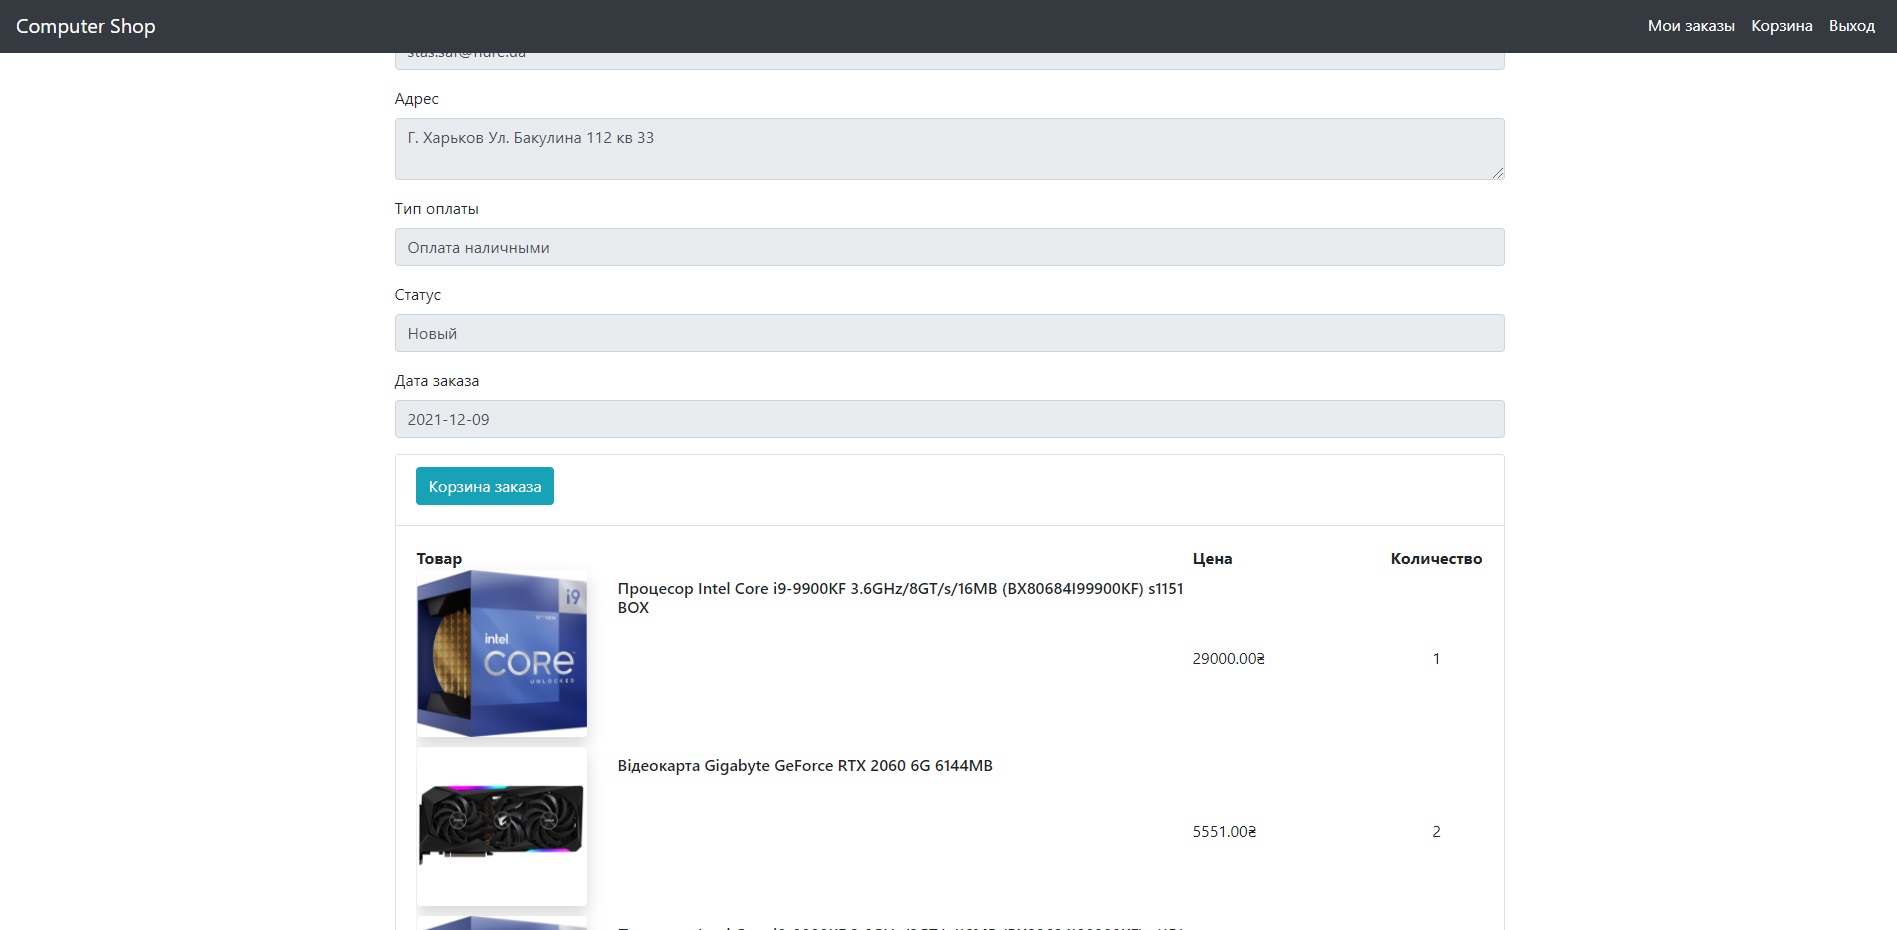 Computer Shop
Мои заказы Корзина Выход
Адрес
Г. Харьков Ул. Бакулина 112 кв 33
Тип оплаты
Оплата наличными
Статус
Новый
Дата заказа
2021-12-09
Корзина заказа
Товар Цена Количество
i9
intel
CORE
UNLOCKED
Процесор Intel Core i9-9900KF 3.6GHz/8GT/s/16MB (BX80684I99900KF) s1151
BOX
29000.00₴ 1
Відеокарта Gigabyte GeForce RTX 2060 6G 6144MB
5551.00₴ 2